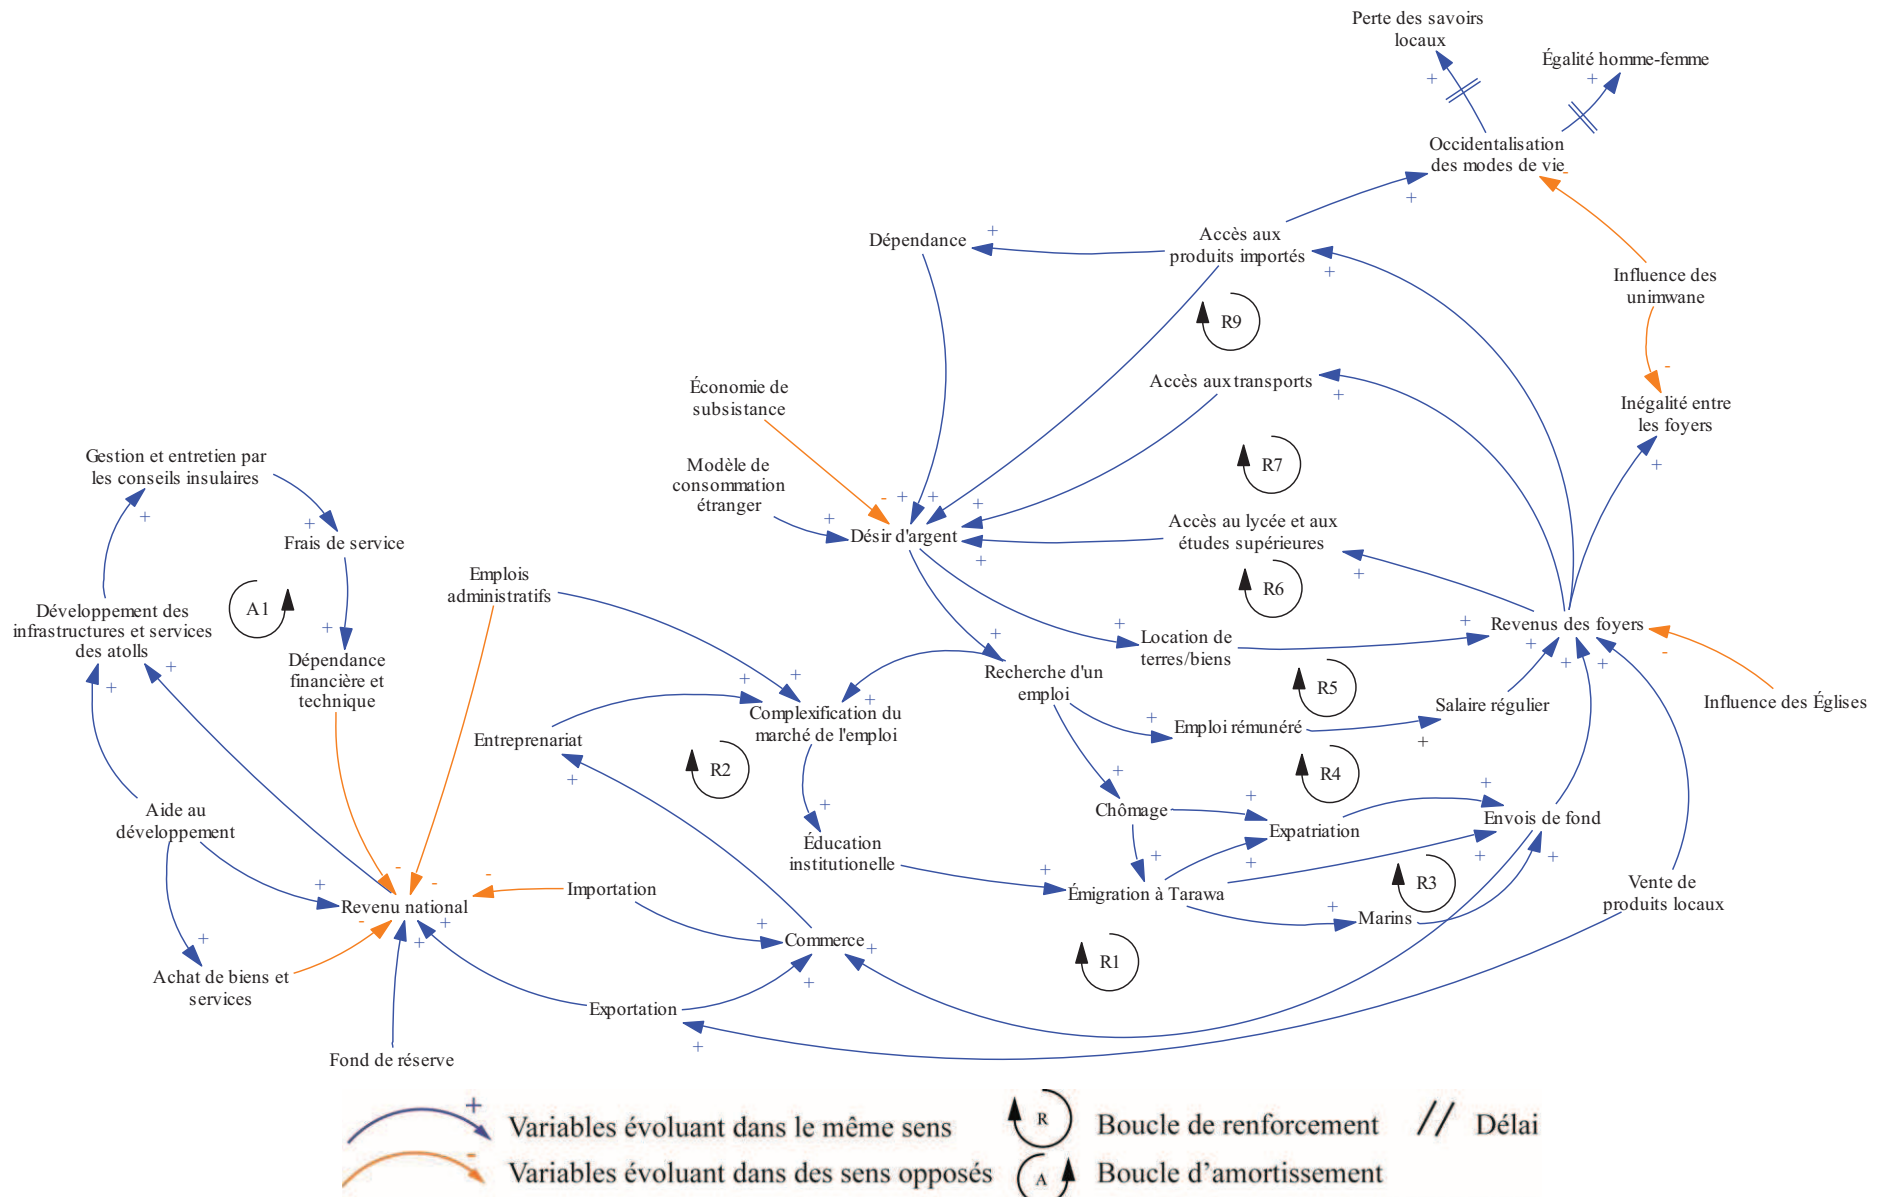 Perte des savoirs
locaux
Égalité homme-femme
Occidentalisation
des modes de vie
Dépendance
Accès aux
produits importés
Influence des
unimwane
R9
Économie de
subsistance
Accès aux transports
Inégalité entre
les foyers
Gestion et entretien par
les conseils insulaires
Modèle de
consommation
étranger
R7
Frais de service
Désir d'argent
Accès au lycée et aux
études supérieures
Emplois
administratifs
R6
A1
Développement des
infrastructures et services
des atolls
Revenus des foyers
Location de
terres/biens
Dépendance
financière et
technique
Recherche d'un
emploi
R5
Influence des Églises
Salaire régulier
Complexification du
marché de l'emploi
Emploi rémunéré
Entreprenariat
R2
R4
Aide au
développement
Chômage
Expatriation
Envois de fond
Éducation
institutionelle
Émigration à Tarawa
R3
Vente de
produits locaux
Importation
Revenu national
Marins
Commerce
R1
Achat de biens et
services
Exportation
Fond de réserve
+ Variables évoluant dans le même sens
R Boucle de renforcement
// Délai
- Variables évoluant dans des sens opposés
A Boucle d'amortissement